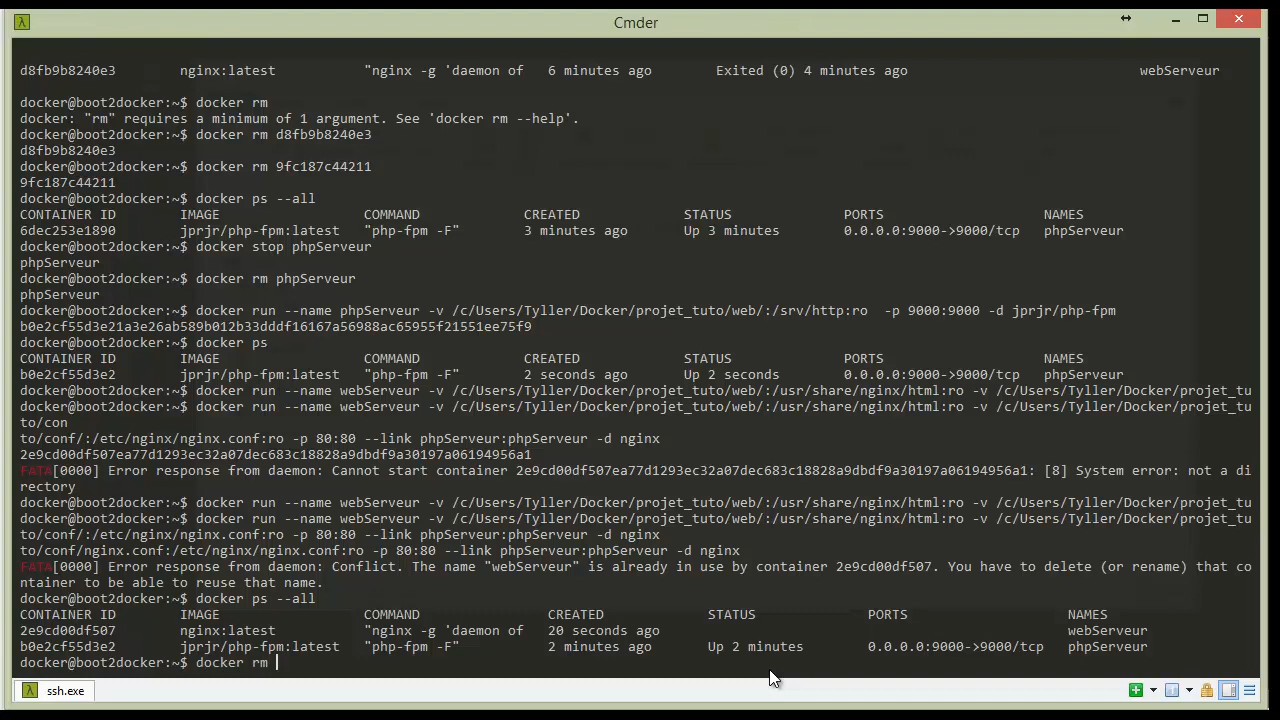 Cmder
d8fb9b8240e3        nginx:latest           "nginx -g 'daemon of   6 minutes ago        Exited (0) 4 minutes ago                             webServeur
docker@boot2docker:~$ docker rm
docker: "rm" requires a minimum of 1 argument. See 'docker rm --help'.
docker@boot2docker:~$ docker rm d8fb9b8240e3
d8fb9b8240e3
docker@boot2docker:~$ docker rm 9fc187c44211
9fc187c44211
docker@boot2docker:~$ docker ps --all
CONTAINER ID        IMAGE                  COMMAND             CREATED             STATUS              PORTS                    NAMES
6dec253e1890        jprjr/php-fpm:latest   "php-fpm -F"        3 minutes ago       Up 3 minutes        0.0.0.0:9000->9000/tcp   phpServeur
docker@boot2docker:~$ docker stop phpServeur
phpServeur
docker@boot2docker:~$ docker rm phpServeur
phpServeur
docker@boot2docker:~$ docker run --name phpServeur -v /c/Users/Tyller/Docker/projet_tuto/web/:/srv/http:ro  -p 9000:9000 -d jprjr/php-fpm
b0e2cf55d3e21a3e26ab589b012b33dddf16167a56988ac65955f21551ee75f9
docker@boot2docker:~$ docker ps
CONTAINER ID        IMAGE                  COMMAND             CREATED             STATUS              PORTS                    NAMES
b0e2cf55d3e2        jprjr/php-fpm:latest   "php-fpm -F"        2 seconds ago       Up 2 seconds        0.0.0.0:9000->9000/tcp   phpServeur
docker@boot2docker:~$ docker run --name webServeur -v /c/Users/Tyller/Docker/projet_tuto/web/:/usr/share/nginx/html:ro -v /c/Users/Tyller/Docker/projet_tu
docker@boot2docker:~$ docker run --name webServeur -v /c/Users/Tyller/Docker/projet_tuto/web/:/usr/share/nginx/html:ro -v /c/Users/Tyller/Docker/projet_tu
to/con
to/conf/:/etc/nginx/nginx.conf:ro -p 80:80 --link phpServeur:phpServeur -d nginx
2e9cd00df507ea77d1293ec32a07dec683c18828a9dbdf9a30197a06194956a1
FATA[0000] Error response from daemon: Cannot start container 2e9cd00df507ea77d1293ec32a07dec683c18828a9dbdf9a30197a06194956a1: [8] System error: not a di
rectory
docker@boot2docker:~$ docker run --name webServeur -v /c/Users/Tyller/Docker/projet_tuto/web/:/usr/share/nginx/html:ro -v /c/Users/Tyller/Docker/projet_tu
docker@boot2docker:~$ docker run --name webServeur -v /c/Users/Tyller/Docker/projet_tuto/web/:/usr/share/nginx/html:ro -v /c/Users/Tyller/Docker/projet_tu
to/conf/:/etc/nginx/nginx.conf:ro -p 80:80 --link phpServeur:phpServeur -d nginx
to/conf/nginx.conf:/etc/nginx/nginx.conf:ro -p 80:80 --link phpServeur:phpServeur -d nginx
FATA[0000] Error response from daemon: Conflict. The name "webServeur" is already in use by container 2e9cd00df507. You have to delete (or rename) that co
ntainer to be able to reuse that name.
docker@boot2docker:~$ docker ps --all
CONTAINER ID        IMAGE                  COMMAND                CREATED             STATUS              PORTS                    NAMES
2e9cd00df507        nginx:latest           "nginx -g 'daemon of   20 seconds ago                                                   webServeur
b0e2cf55d3e2        jprjr/php-fpm:latest   "php-fpm -F"           2 minutes ago       Up 2 minutes        0.0.0.0:9000->9000/tcp   phpServeur
docker@boot2docker:~$ docker rm
ssh.exe